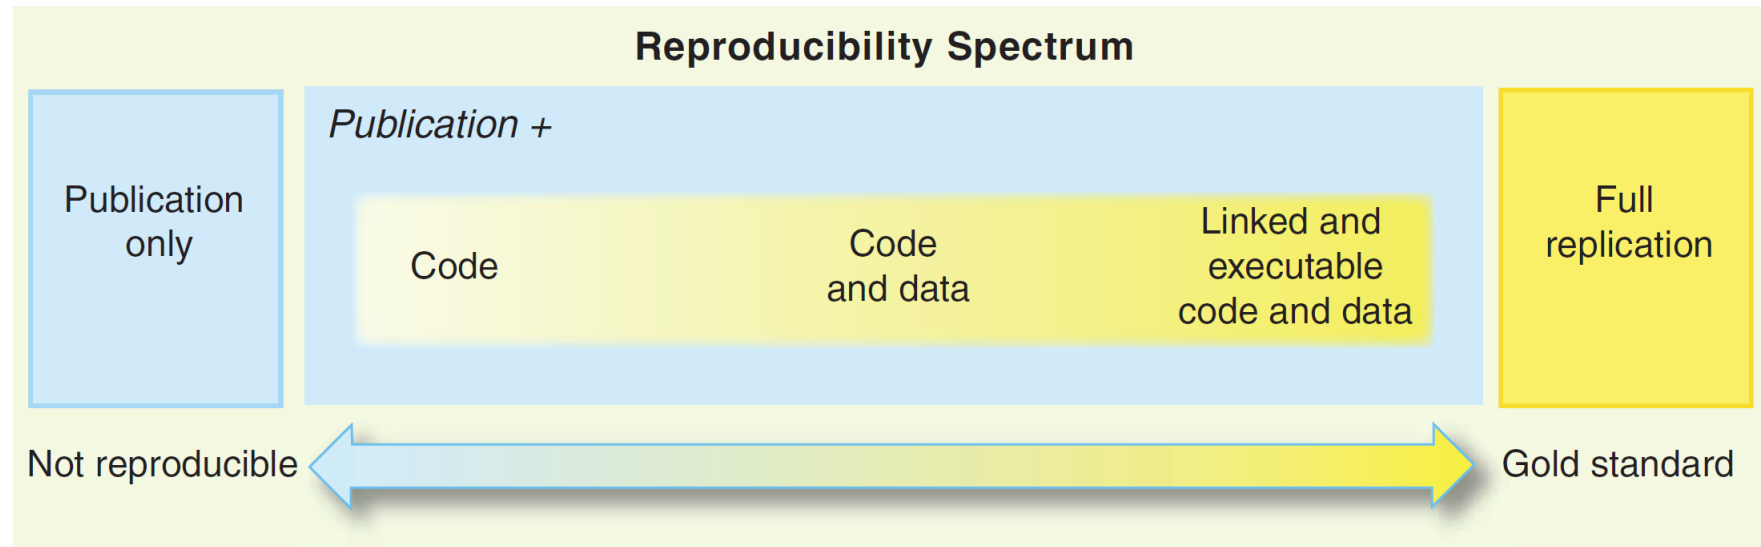 Reproducibility Spectrum
Publication
only
Publication +
Code
Code
and data
Linked and
executable
code and data
Full
replication
Not reproducible
Gold standard